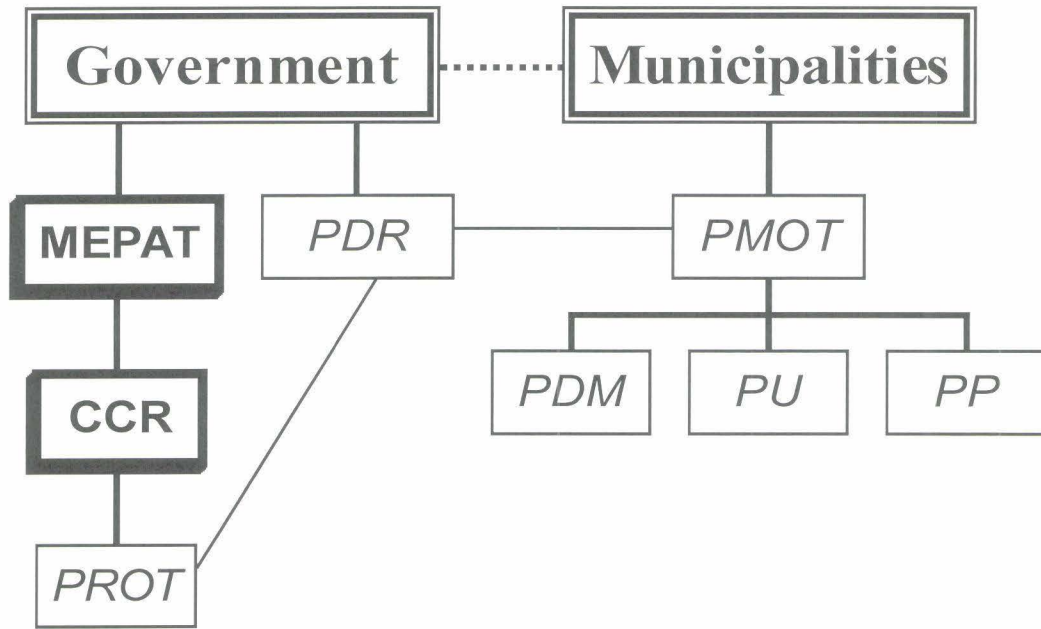 Government
Municipalities
MEPAT
PDR
PMOT
CCR
PDM
PU
PP
PROT